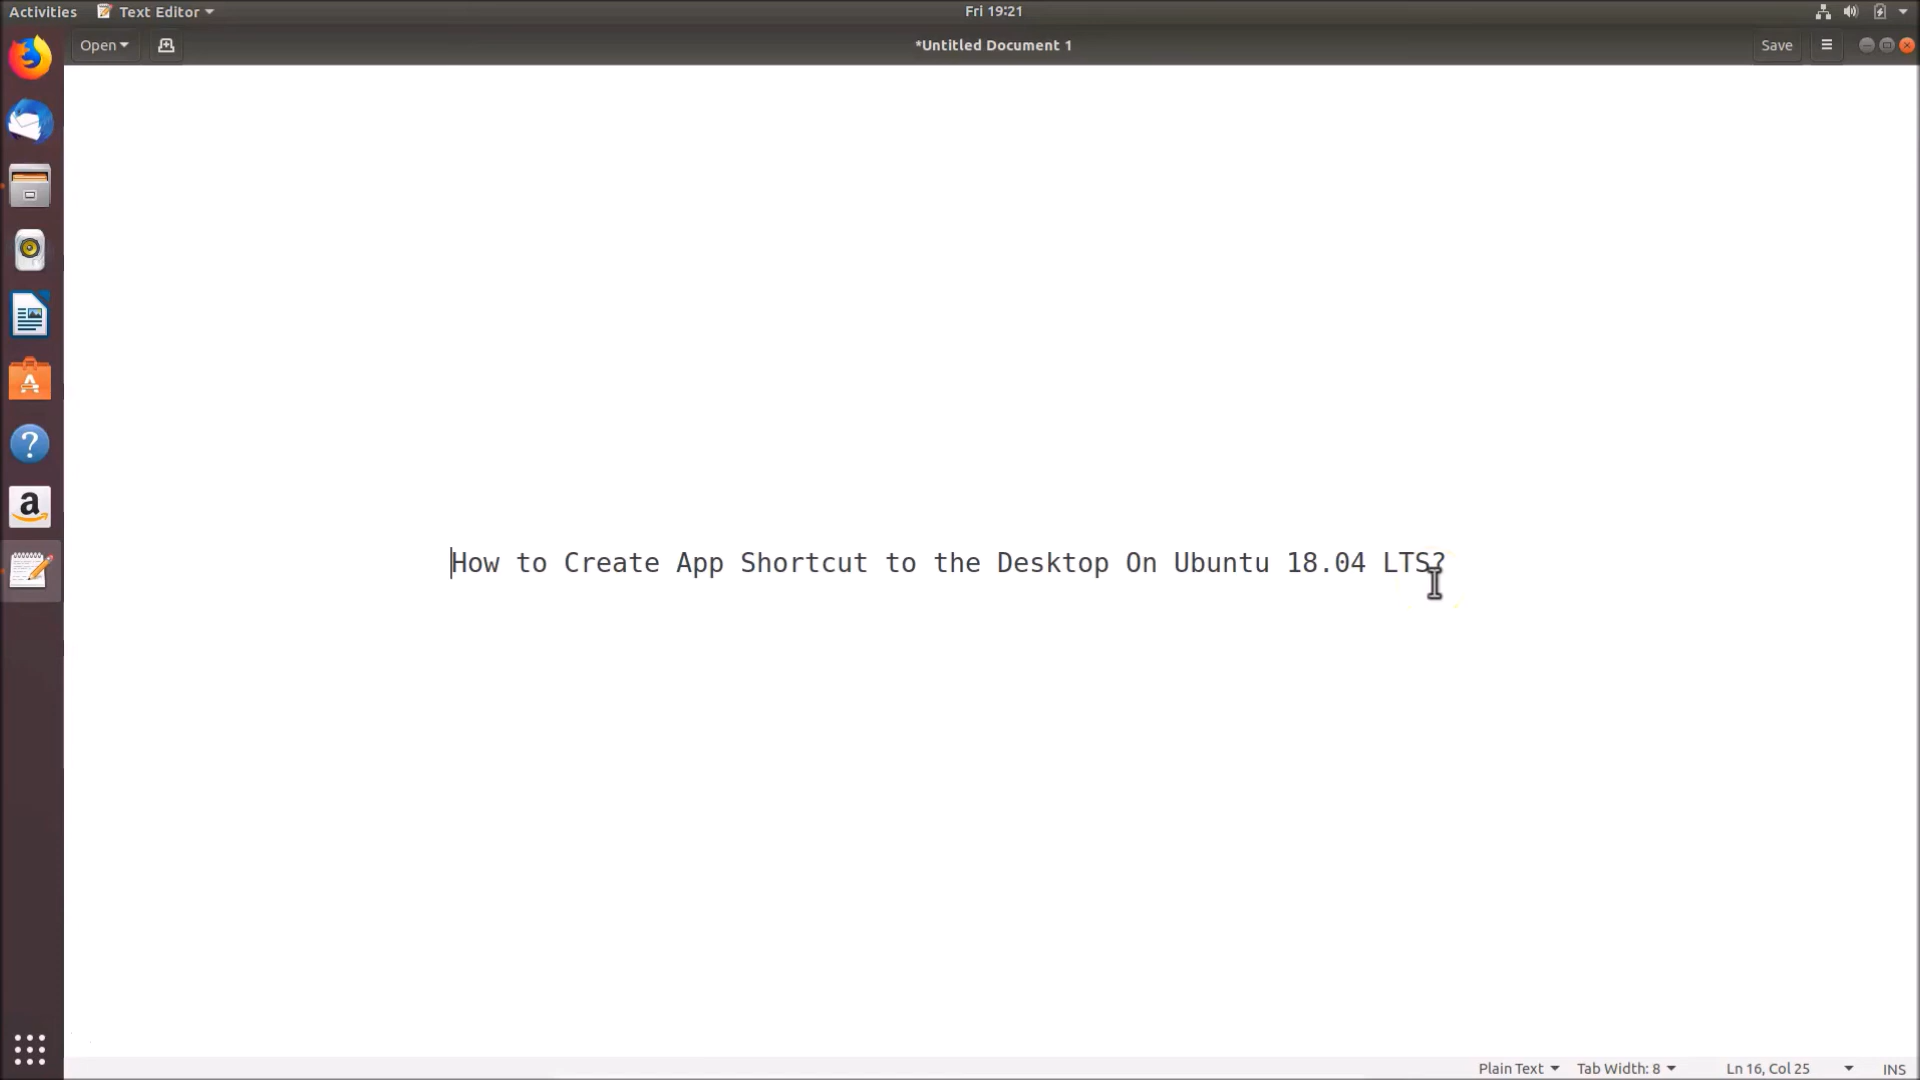 Activities Text Editor Fri 19:21
Open *Untitled Document 1 Save
How to Create App Shortcut to the Desktop On Ubuntu 18.04 LTS?
Plain Text Tab Width: 8 Ln 16, Col 25 INS